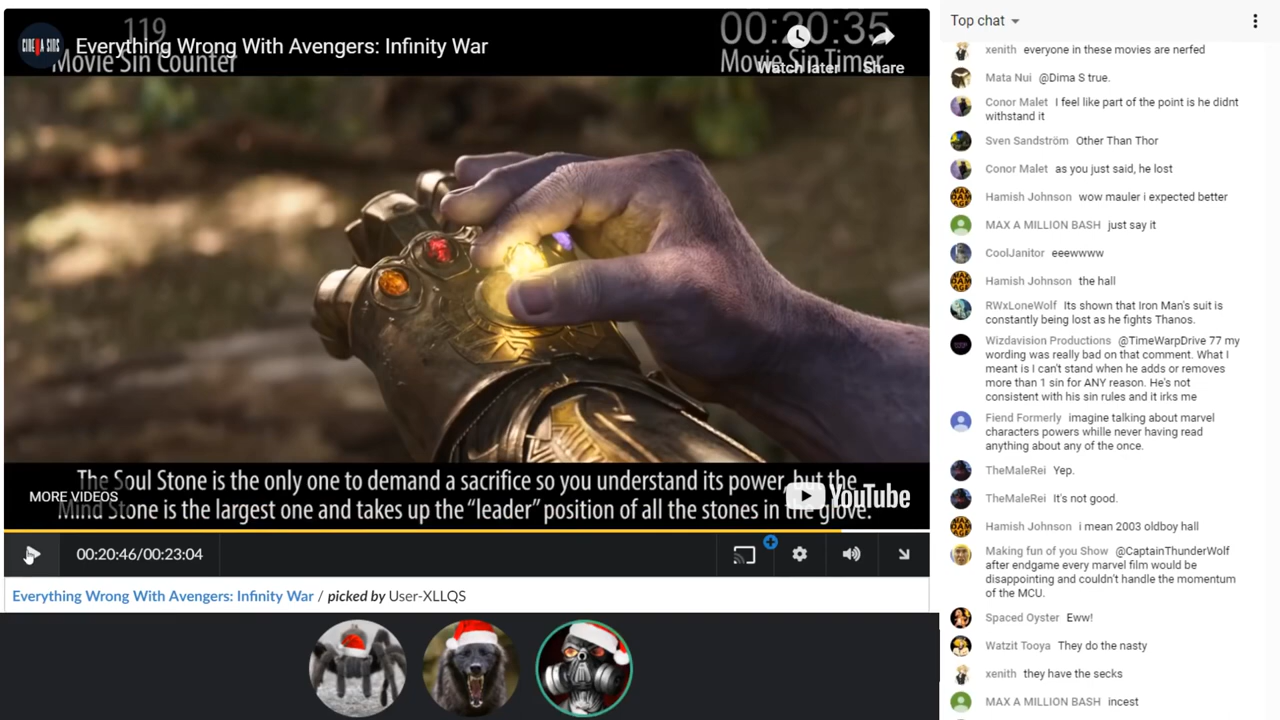 119
Movie Sin Counter
CINEMA SINS
Everything Wrong With Avengers: Infinity War
00:20:35
Movie Sin Timer
Watch later
Share
The Soul Stone is the only one to demand a sacrifice so you understand its power, but the
Mind Stone is the largest one and takes up the “leader” position of all the stones in the glove.
MORE VIDEOS
YouTube
00:20:46/00:23:04
Everything Wrong With Avengers: Infinity War / picked by User-XLLQS
Top chat
xenith everyone in these movies are nerfed
Mata Nui @Dima S true.
Conor Malet I feel like part of the point is he didnt
withstand it
Sven Sandström Other Than Thor
Conor Malet as you just said, he lost
Hamish Johnson wow mauler i expected better
MAX A MILLION BASH just say it
CoolJanitor eeewwww
Hamish Johnson the hall
RWxLoneWolf Its shown that Iron Man's suit is
constantly being lost as he fights Thanos.
Wizdavision Productions @TimeWarpDrive 77 my
wording was really bad on that comment. What I
meant is I can't stand when he adds or removes
more than 1 sin for ANY reason. He's not
consistent with his sin rules and it irks me
Fiend Formerly imagine talking about marvel
characters powers whille never having read
anything about any of the once.
TheMaleRei Yep.
TheMaleRei It's not good.
Hamish Johnson i mean 2003 oldboy hall
Making fun of you Show @CaptainThunderWolf
after endgame every marvel film would be
disappointing and couldn't handle the momentum
of the MCU.
Spaced Oyster Eww!
Watzit Tooya They do the nasty
xenith they have the secks
MAX A MILLION BASH incest